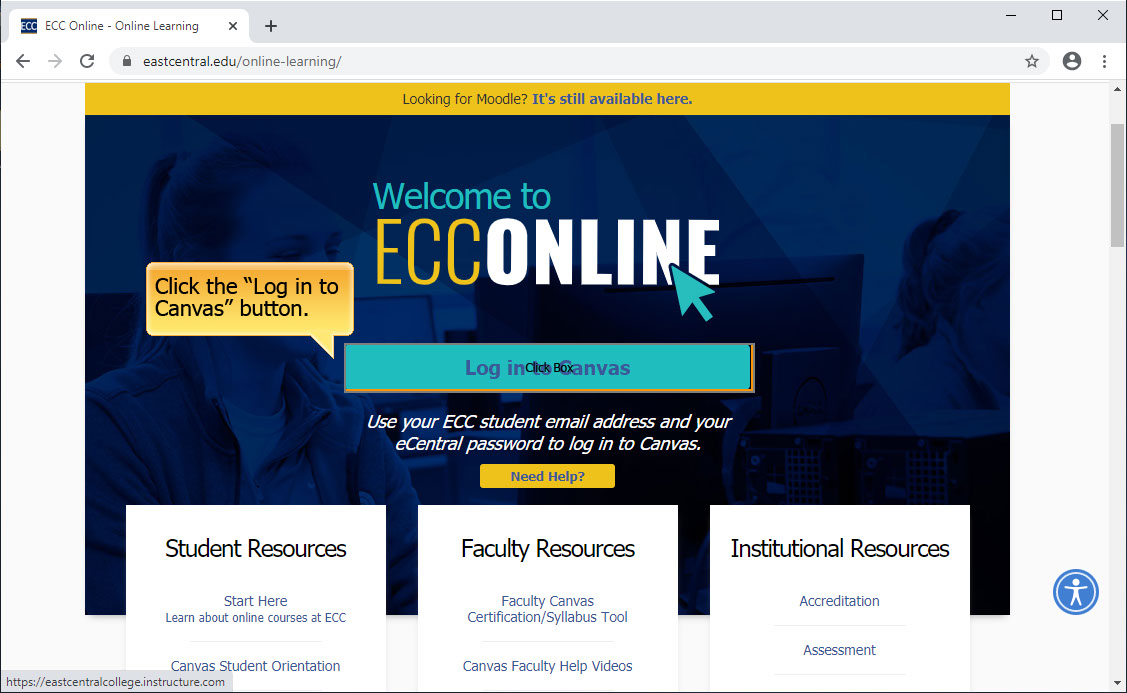 ECC ECC Online - Online Learning
eastcentral.edu/online-learning/
Looking for Moodle? It's still available here.
Welcome to
ECCONLINE
Click the “Log in to
Canvas” button.
Log in to Canvas
Click Box
Use your ECC student email address and your
eCentral password to log in to Canvas.
Need Help?
Student Resources
Start Here
Learn about online courses at ECC
Canvas Student Orientation
Faculty Resources
Faculty Canvas
Certification/Syllabus Tool
Canvas Faculty Help Videos
Institutional Resources
Accreditation
Assessment
https://eastcentralcollege.instructure.com